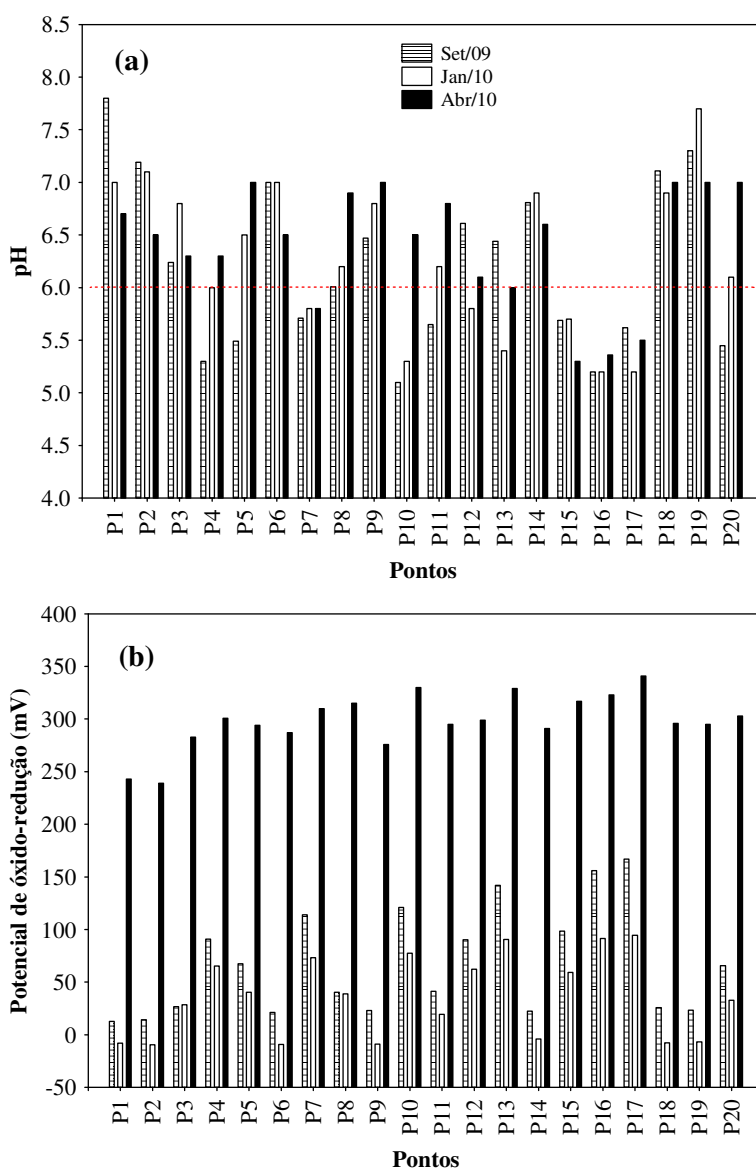 (a)
Set/09
Jan/10
Abr/10
pH
8.5
8.0
7.5
7.0
6.5
6.0
5.5
5.0
4.5
4.0
P1 P2 P3 P4 P5 P6 P7 P8 P9 P10 P11 P12 P13 P14 P15 P16 P17 P18 P19 P20
Pontos
(b)
Potencial de óxido-redução (mV)
400
350
300
250
200
150
100
50
0
-50
P1 P2 P3 P4 P5 P6 P7 P8 P9 P10 P11 P12 P13 P14 P15 P16 P17 P18 P19 P20
Pontos